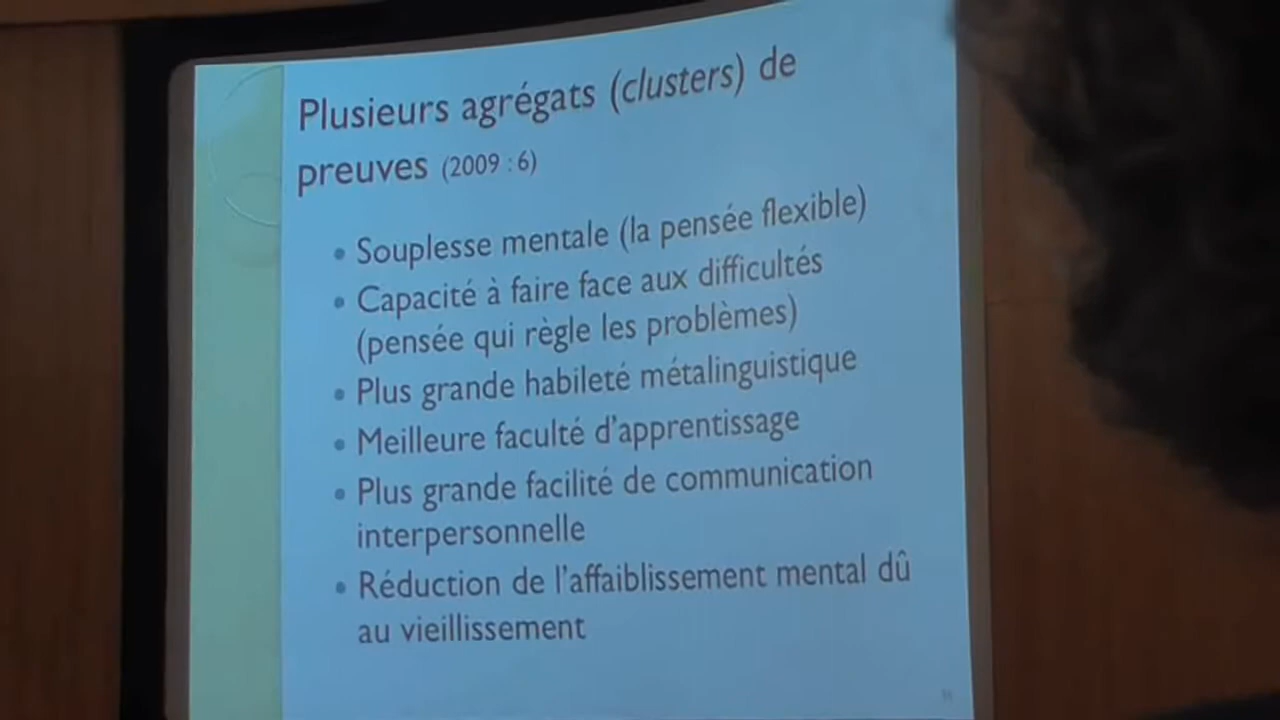 Plusieurs agrégats (clusters) de
preuves (2009 : 6)
• Souplesse mentale (la pensée flexible)
• Capacité à faire face aux difficultés
(pensée qui règle les problèmes)
• Plus grande habileté métalinguistique
• Meilleure faculté d'apprentissage
• Plus grande facilité de communication
interpersonnelle
• Réduction de l'affaiblissement mental dû
au vieillissement